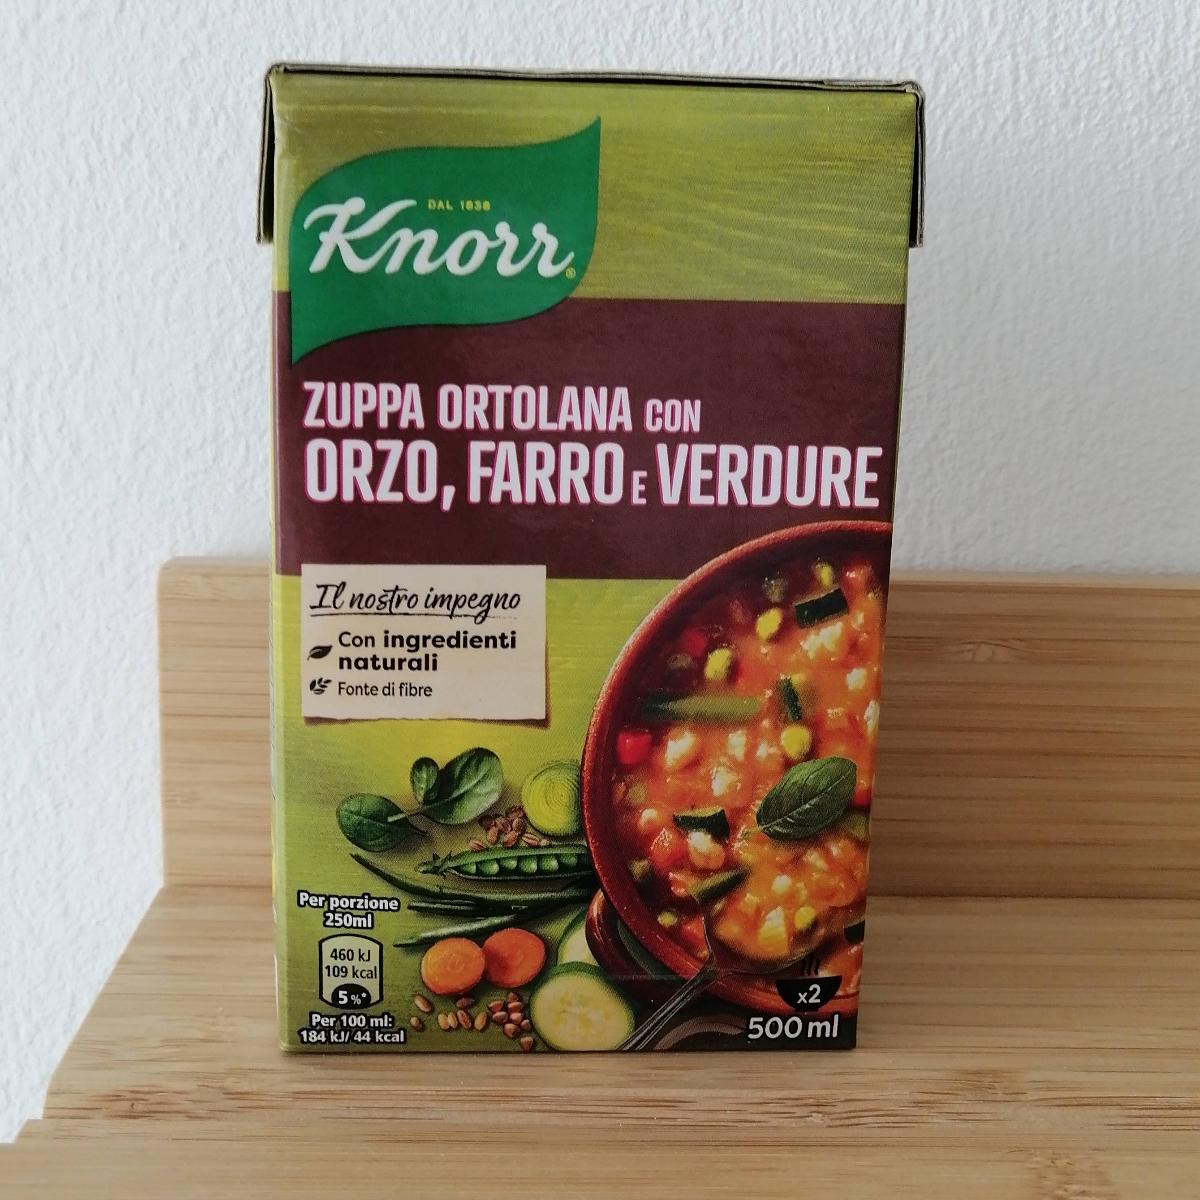 DAL 1838
Knorr®
ZUPPA ORTOLANA CON
ORZO, FARRO E VERDURE
Il nostro impegno
Con ingredienti
naturali
Fonte di fibre
Per porzione
250ml
460 kJ
109 kcal
5%*
Per 100 ml:
184 kJ/ 44 kcal
x2
500 ml